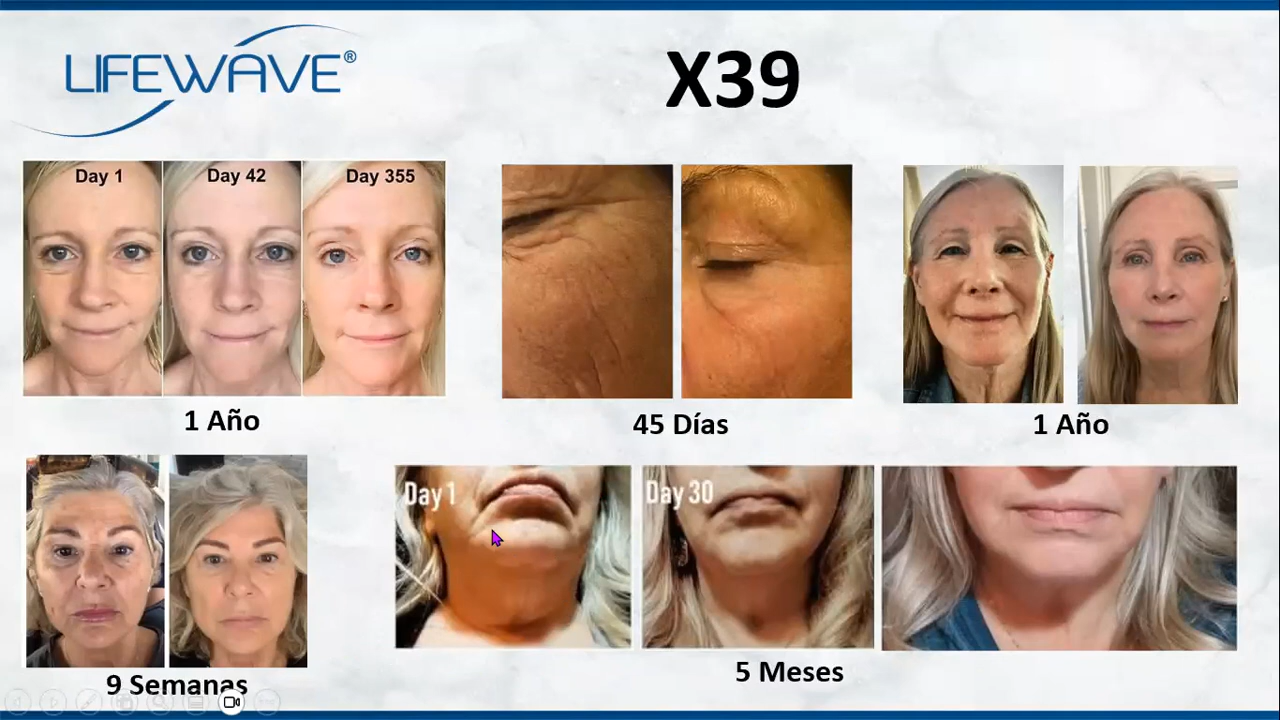 LIFEWAVE®
X39
Day 1
Day 42
Day 355
1 Año
45 Días
1 Año
9 Semanas
Day 1
Day 30
5 Meses